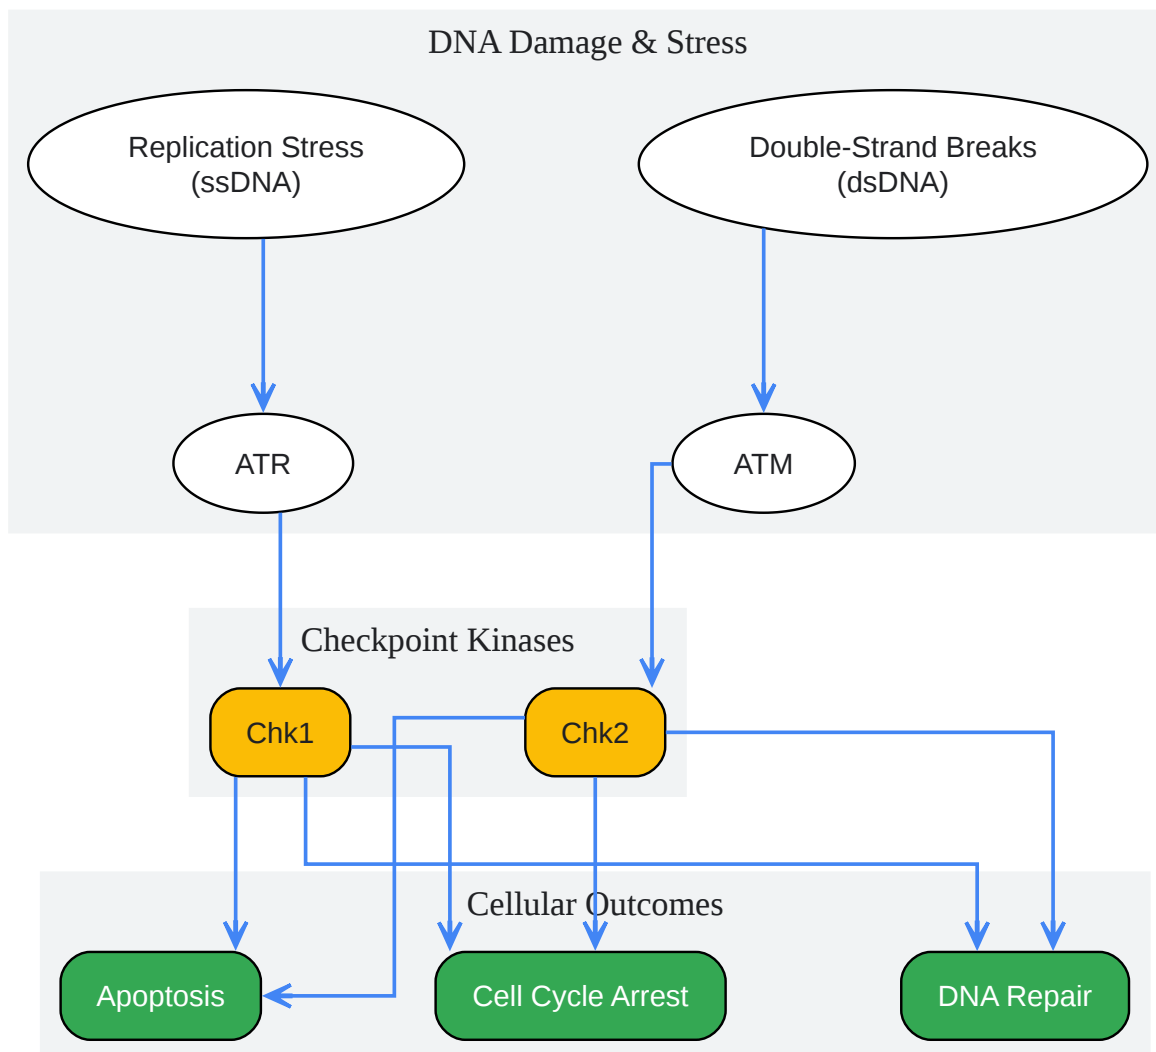 DNA Damage & Stress
Replication Stress
(ssDNA)
Double-Strand Breaks
(dsDNA)
ATR
ATM
Checkpoint Kinases
Chk1
Chk2
Cellular Outcomes
Apoptosis
Cell Cycle Arrest
DNA Repair